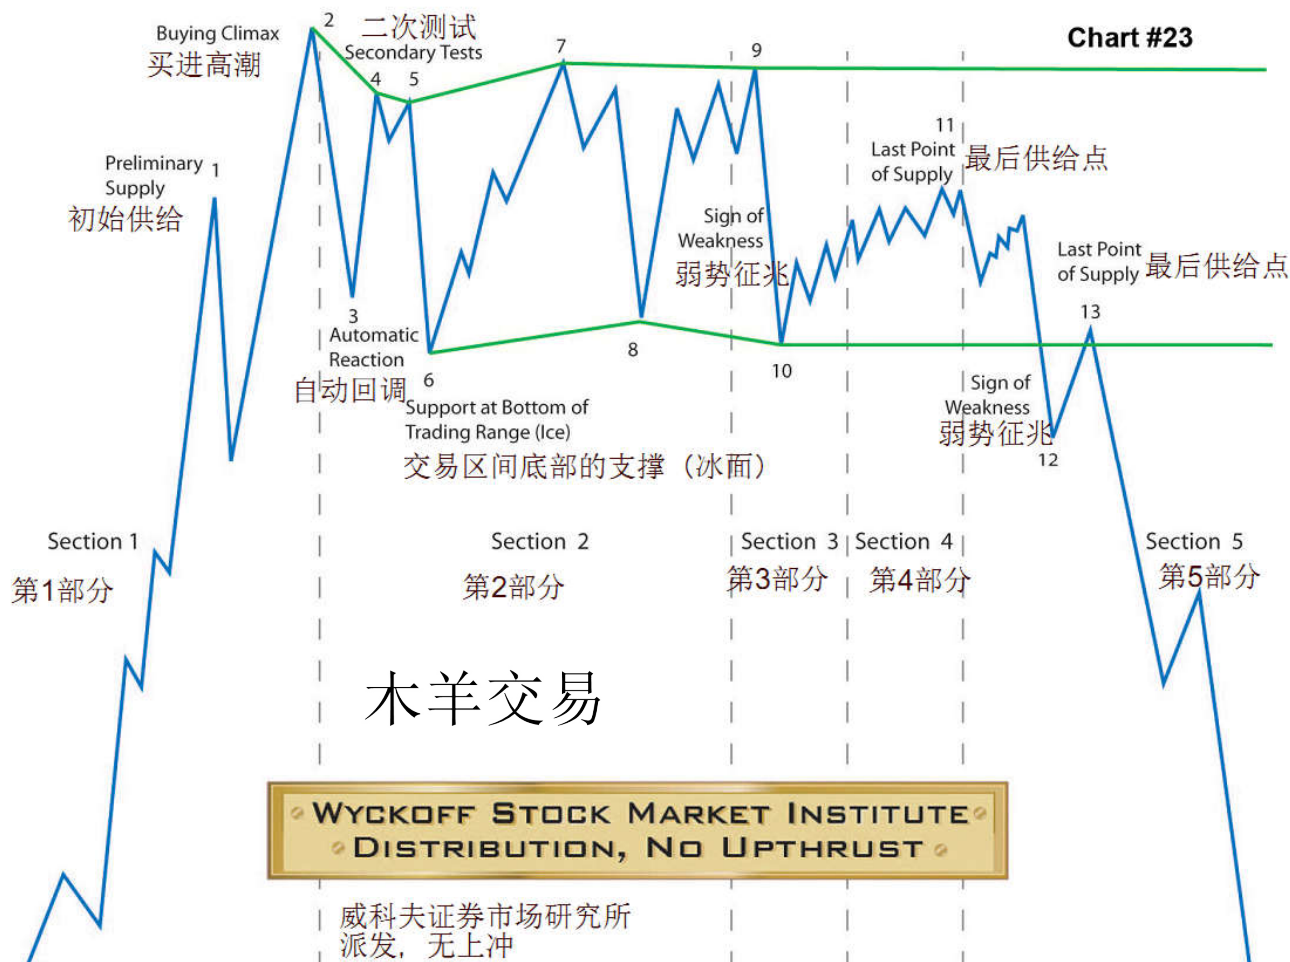 Chart #23
Buying Climax
买进高潮
2
二次测试
Secondary Tests
4
5
7
9
Preliminary
Supply
1
初始供给
11
Last Point
of Supply
最后供给点
Sign of
Weakness
弱势征兆
Last Point
of Supply
最后供给点
3
Automatic
Reaction
自动回调
6
Support at Bottom of
Trading Range (Ice)
交易区间底部的支撑（冰面）
8
10
13
Sign of
Weakness
弱势征兆
12
Section 1
第1部分
Section 2
第2部分
Section 3
第3部分
Section 4
第4部分
Section 5
第5部分
木羊交易
WYCKOFF STOCK MARKET INSTITUTE
DISTRIBUTION, NO UPTHRUST
威科夫证券市场研究所
派发，无上冲